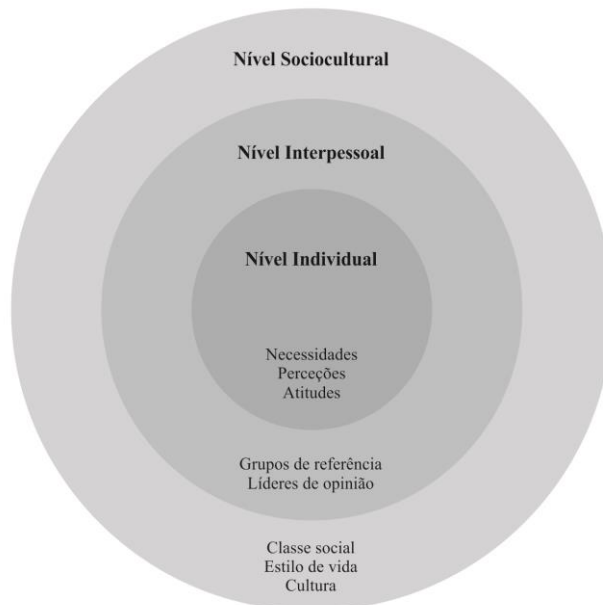 Nível Sociocultural
Nível Interpessoal
Nível Individual
Necessidades
Perceções
Atitudes
Grupos de referência
Líderes de opinião
Classe social
Estilo de vida
Cultura